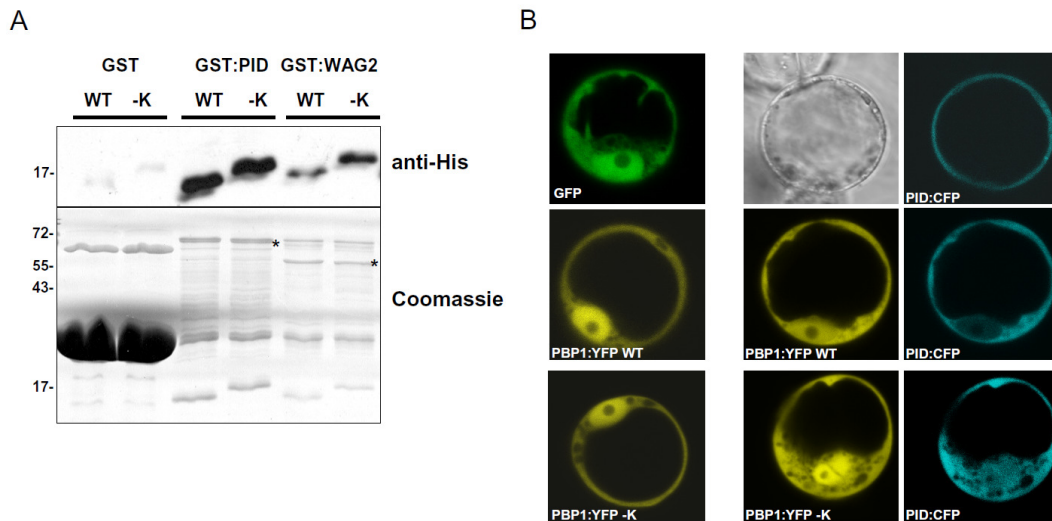 A
GST GST:PID GST:WAG2
WT -K WT -K WT -K
17-
anti-His
72-
55-
43-
17-
*
*
Coomassie
B
GFP
PID:CFP
PBP1:YFP WT
PBP1:YFP WT
PID:CFP
PBP1:YFP -K
PBP1:YFP -K
PID:CFP